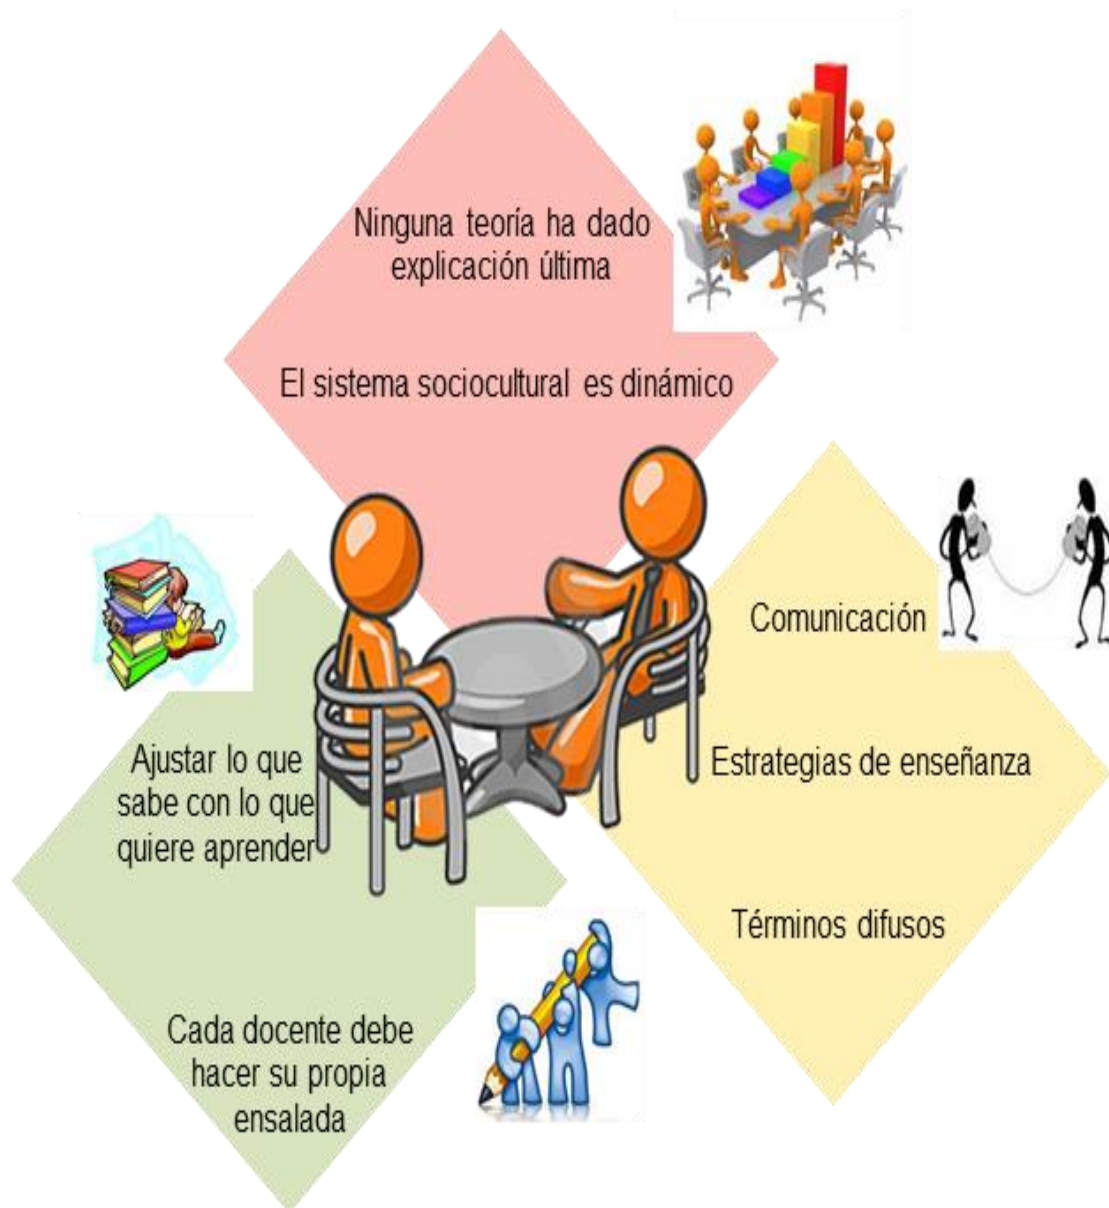 Ninguna teoría ha dado
explicación última
El sistema sociocultural es dinámico
Comunicación
Estrategias de enseñanza
Términos difusos
Ajustar lo que
sabe con lo que
quiere aprender
Cada docente debe
hacer su propia
ensalada